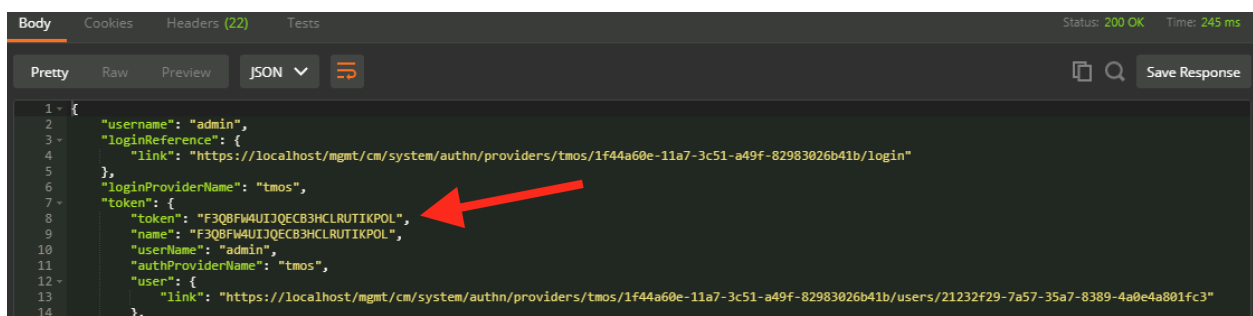 Body Cookies Headers (22) Tests Status: 200 OK Time: 245 ms
Pretty Raw Preview JSON Save Response
1 {
2 "username": "admin",
3 "loginReference": {
4 "link": "https://localhost/mgmt/cm/system/authn/providers/tmos/1f44a60e-11a7-3c51-a49f-82983026b41b/login"
5 },
6 "loginProviderName": "tmos",
7 "token": {
8 "token": "F3QBFW4UIJQECB3HCLRUTIKPOL",
9 "name": "F3QBFW4UIJQECB3HCLRUTIKPOL",
10 "userName": "admin",
11 "authProviderName": "tmos",
12 "user": {
13 "link": "https://localhost/mgmt/cm/system/authn/providers/tmos/1f44a60e-11a7-3c51-a49f-82983026b41b/users/21232f29-7a57-35a7-8389-4a0e4a801fc3"
14 },